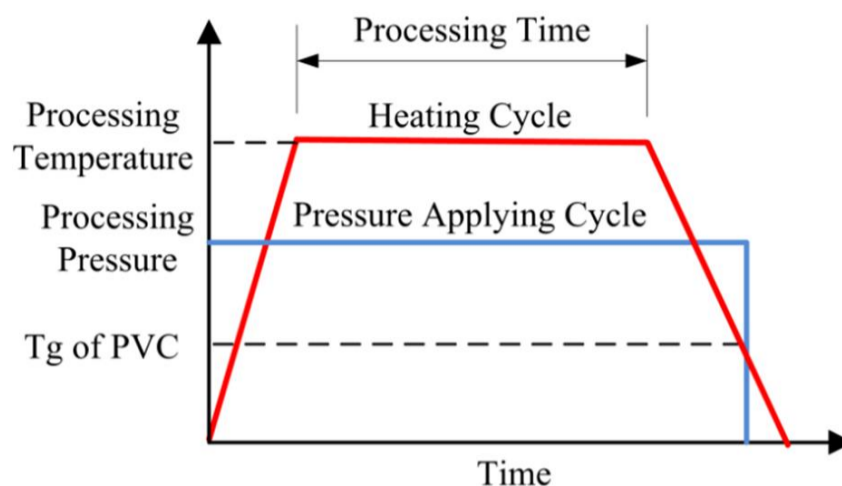 Processing Time
Processing
Temperature
Heating Cycle
Processing
Pressure
Pressure Applying Cycle
Tg of PVC
Time